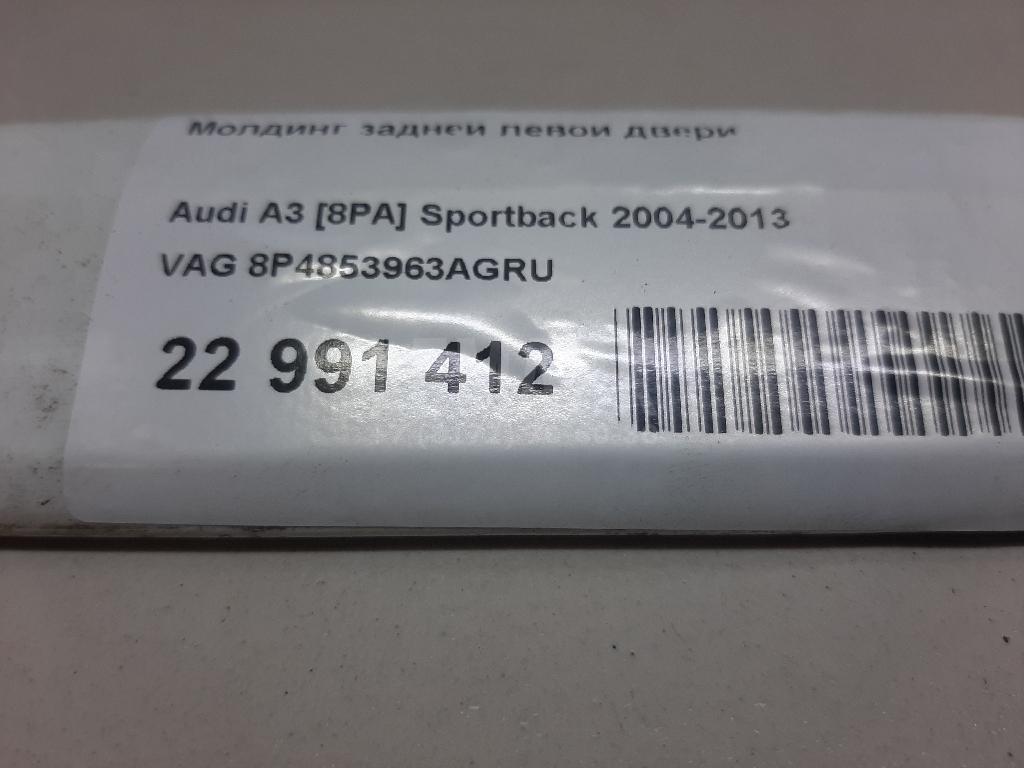 Молдинг задней левой двери
Audi A3 [8PA] Sportback 2004-2013
VAG 8P4853963AGRU
22 991 412